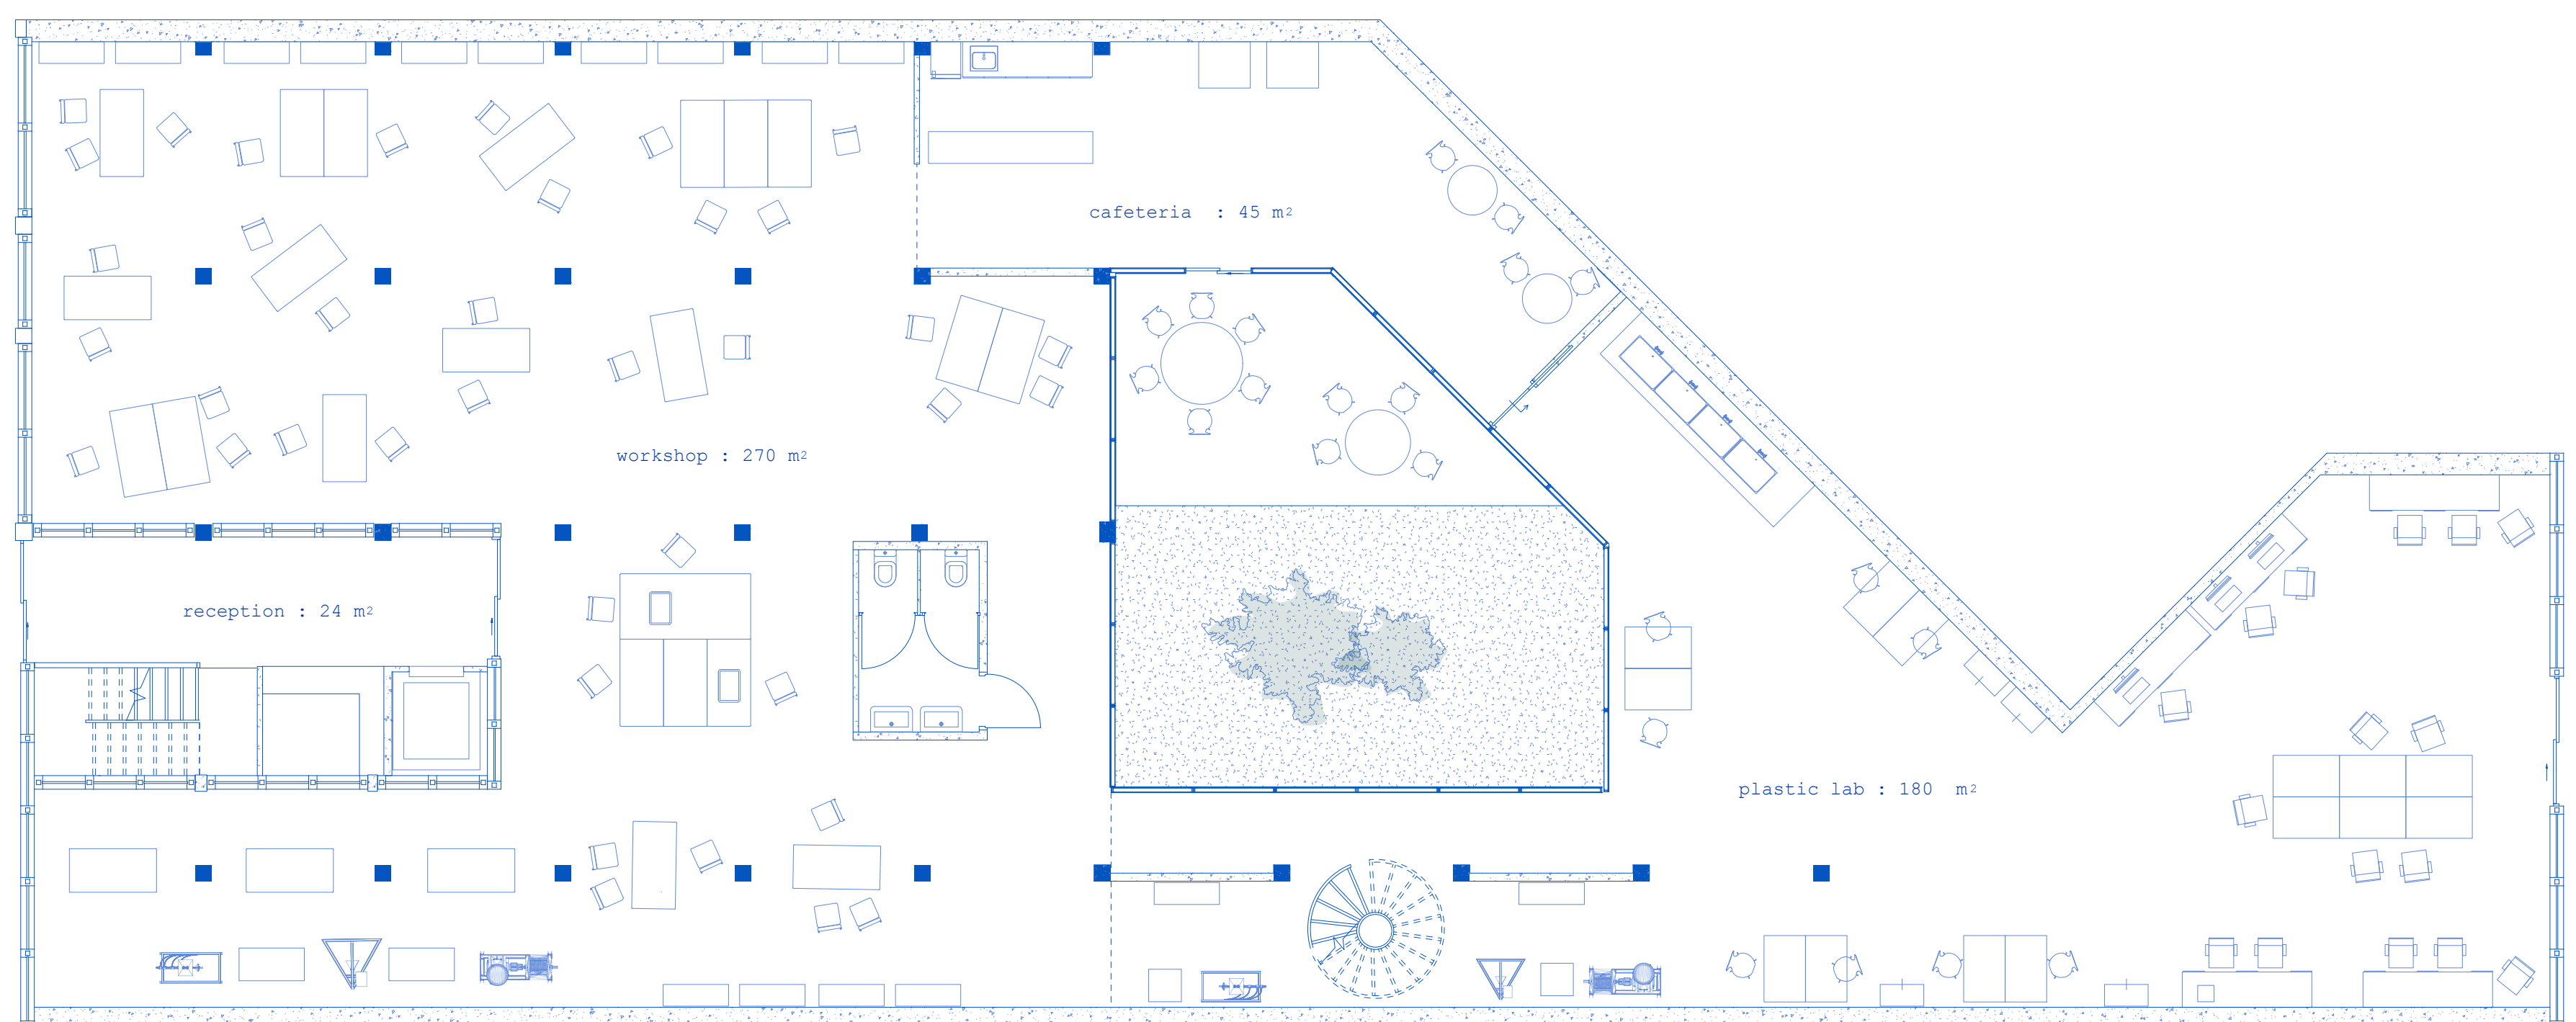 cafeteria : 45 m²
workshop : 270 m²
reception : 24 m²
plastic lab : 180 m²